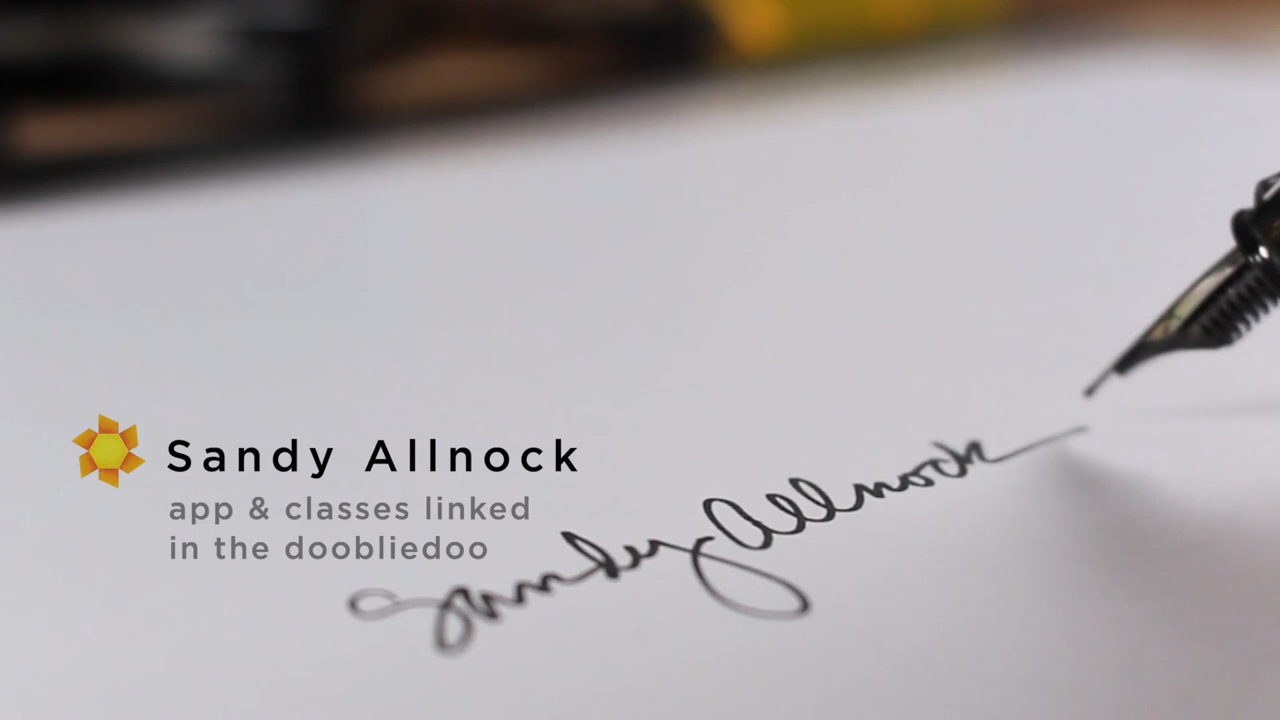 Sandy Allnock
app & classes linked
in the doobliedoo
Sandy Allnock